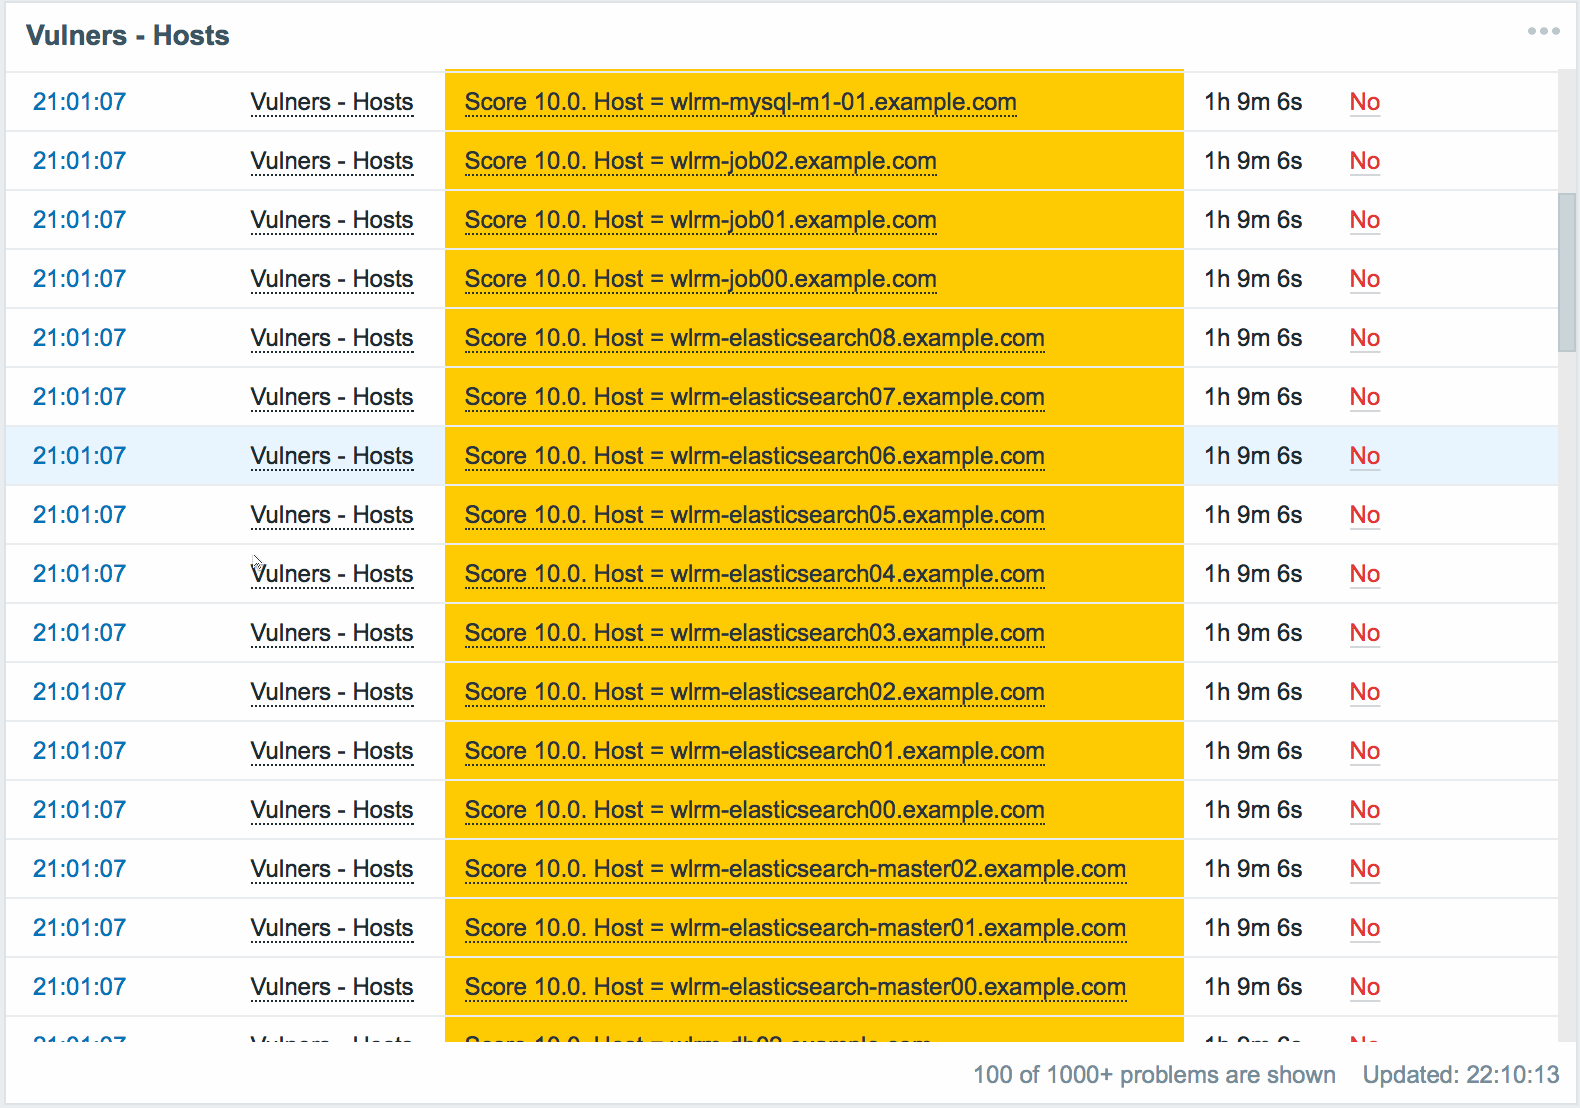 Vulners - Hosts
21:01:07 Vulners - Hosts Score 10.0. Host = wlrm-mysql-m1-01.example.com 1h 9m 6s No
21:01:07 Vulners - Hosts Score 10.0. Host = wlrm-job02.example.com 1h 9m 6s No
21:01:07 Vulners - Hosts Score 10.0. Host = wlrm-job01.example.com 1h 9m 6s No
21:01:07 Vulners - Hosts Score 10.0. Host = wlrm-job00.example.com 1h 9m 6s No
21:01:07 Vulners - Hosts Score 10.0. Host = wlrm-elasticsearch08.example.com 1h 9m 6s No
21:01:07 Vulners - Hosts Score 10.0. Host = wlrm-elasticsearch07.example.com 1h 9m 6s No
21:01:07 Vulners - Hosts Score 10.0. Host = wlrm-elasticsearch06.example.com 1h 9m 6s No
21:01:07 Vulners - Hosts Score 10.0. Host = wlrm-elasticsearch05.example.com 1h 9m 6s No
21:01:07 Vulners - Hosts Score 10.0. Host = wlrm-elasticsearch04.example.com 1h 9m 6s No
21:01:07 Vulners - Hosts Score 10.0. Host = wlrm-elasticsearch03.example.com 1h 9m 6s No
21:01:07 Vulners - Hosts Score 10.0. Host = wlrm-elasticsearch02.example.com 1h 9m 6s No
21:01:07 Vulners - Hosts Score 10.0. Host = wlrm-elasticsearch01.example.com 1h 9m 6s No
21:01:07 Vulners - Hosts Score 10.0. Host = wlrm-elasticsearch00.example.com 1h 9m 6s No
21:01:07 Vulners - Hosts Score 10.0. Host = wlrm-elasticsearch-master02.example.com 1h 9m 6s No
21:01:07 Vulners - Hosts Score 10.0. Host = wlrm-elasticsearch-master01.example.com 1h 9m 6s No
21:01:07 Vulners - Hosts Score 10.0. Host = wlrm-elasticsearch-master00.example.com 1h 9m 6s No
21:01:07 Vulners - Hosts Score 10.0. Host = 1h 9m 6s No
100 of 1000+ problems are shown Updated: 22:10:13